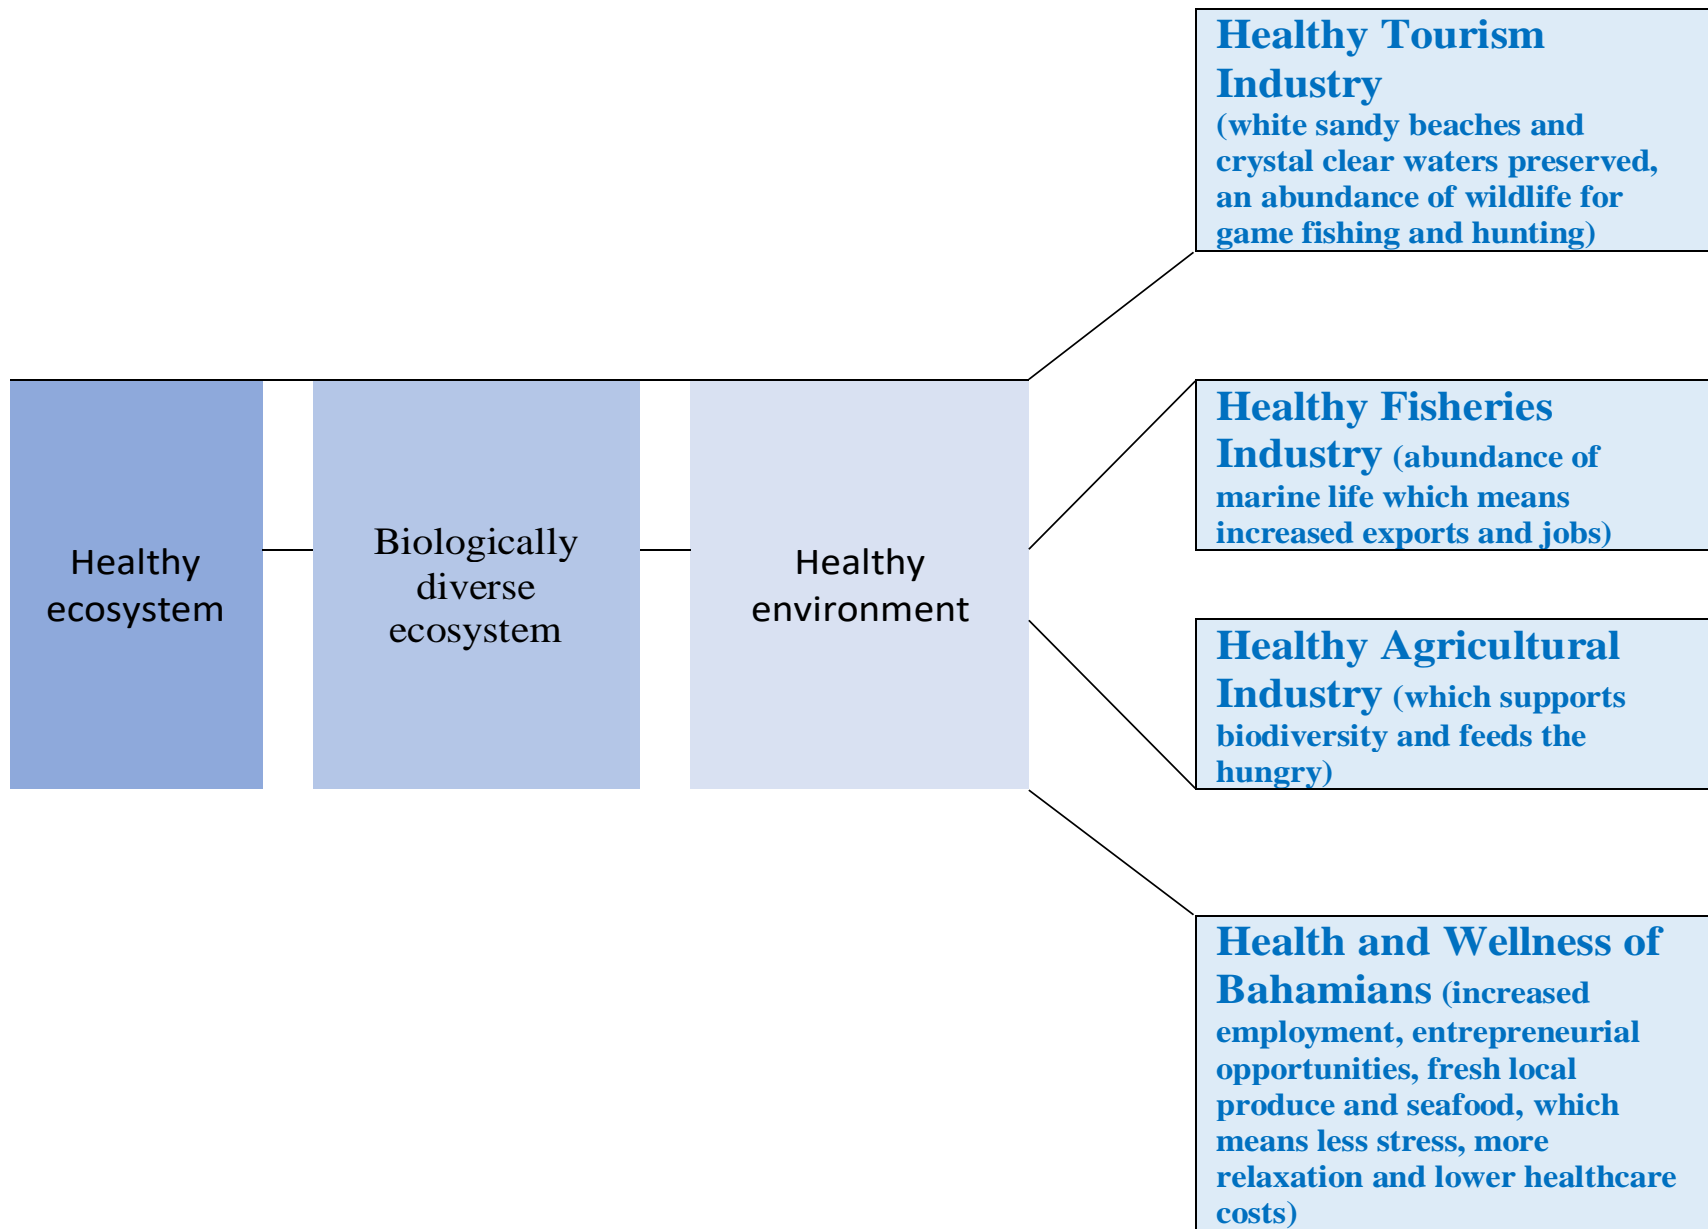 Healthy Tourism
Industry
(white sandy beaches and
crystal clear waters preserved,
an abundance of wildlife for
game fishing and hunting)
Healthy
ecosystem
Biologically
diverse
ecosystem
Healthy
environment
Healthy Fisheries
Industry (abundance of
marine life which means
increased exports and jobs)
Healthy Agricultural
Industry (which supports
biodiversity and feeds the
hungry)
Health and Wellness of
Bahamians (increased
employment, entrepreneurial
opportunities, fresh local
produce and seafood, which
means less stress, more
relaxation and lower healthcare
costs)